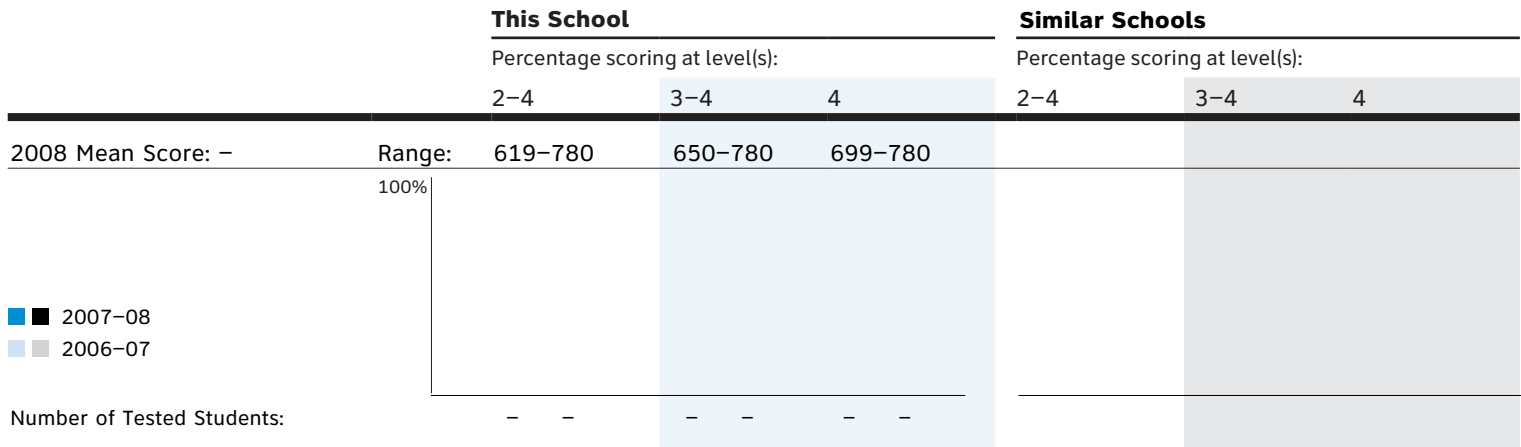 This School Similar Schools
Percentage scoring at level(s): Percentage scoring at level(s):
2–4 3–4 4 2–4 3–4 4
2008 Mean Score: – Range: 619–780 650–780 699–780
100%
2007–08
2006–07
Number of Tested Students: – – – – – –